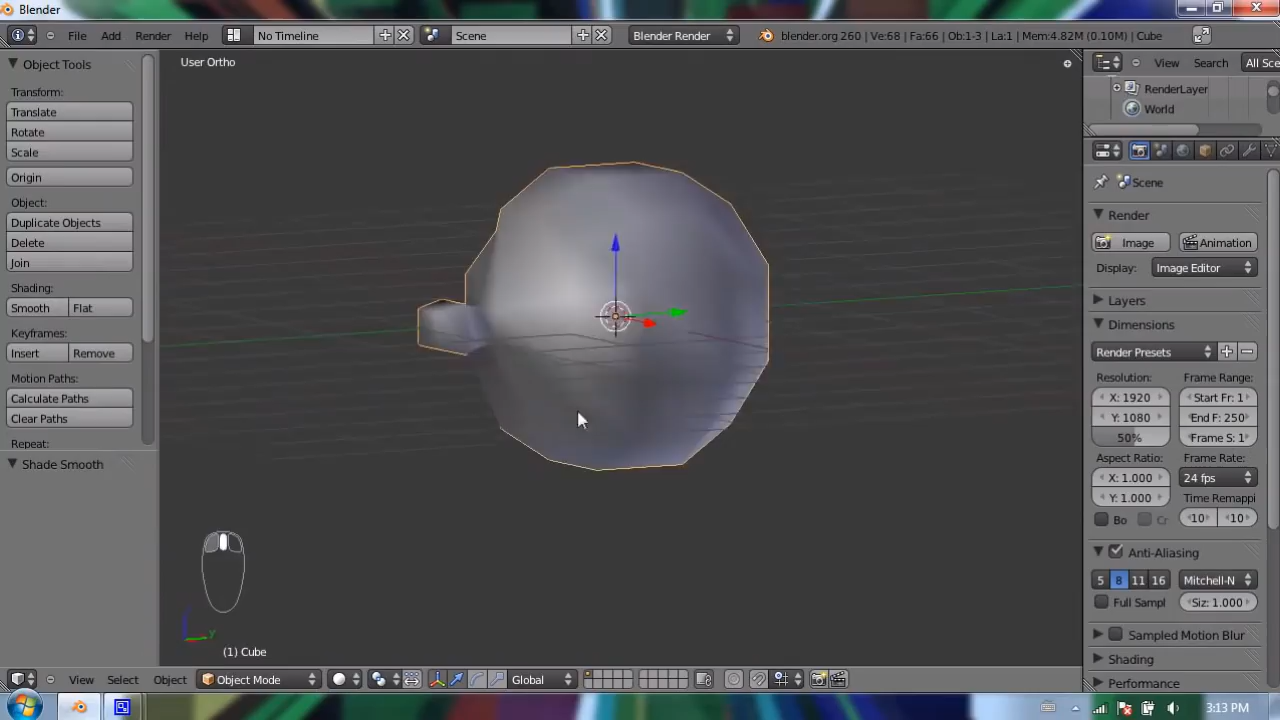 Blender
File Add Render Help No Timeline Scene Blender Render blender.org 260 | Ve:68 | Fa:66 | Ob:1-3 | La:1 | Mem:4.82M (0.10M) | Cube
Object Tools
Transform:
Translate
Rotate
Scale
Origin
Object:
Duplicate Objects
Delete
Join
Shading:
Smooth Flat
Keyframes:
Insert Remove
Motion Paths:
Calculate Paths
Clear Paths
Repeat:
Shade Smooth
User Ortho
y
(1) Cube
View Select Object Object Mode Global
View Search All Sce
RenderLayer
World
Scene
Render
Image Animation
Display: Image Editor
Layers
Dimensions
Render Presets
Resolution: Frame Range:
X: 1920 Start Fr: 1
Y: 1080 End F: 250
50% Frame S: 1
Aspect Ratio: Frame Rate:
X: 1.000 24 fps
Y: 1.000 Time Remappi
Bo Cr 10 10
Anti-Aliasing
5 8 11 16 Mitchell-N
Full Sampl Siz: 1.000
Sampled Motion Blur
Shading
Performance
3:13 PM